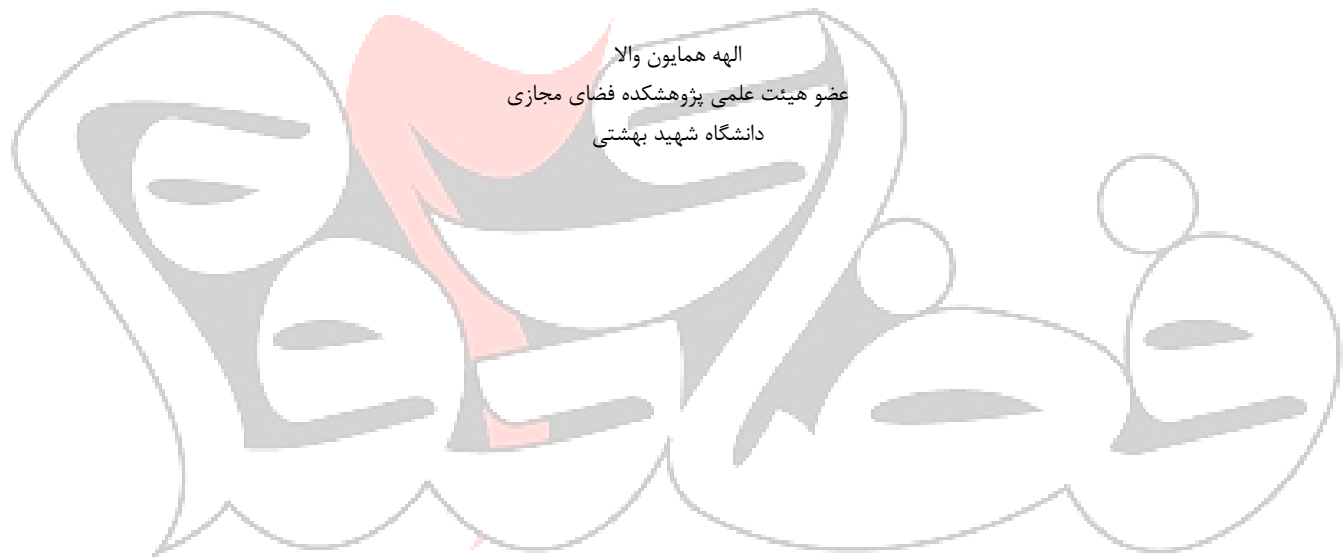 الهه همایون والا
عضو هیئت علمی پژوهشکده فضای مجازی
دانشگاه شهید بهشتی